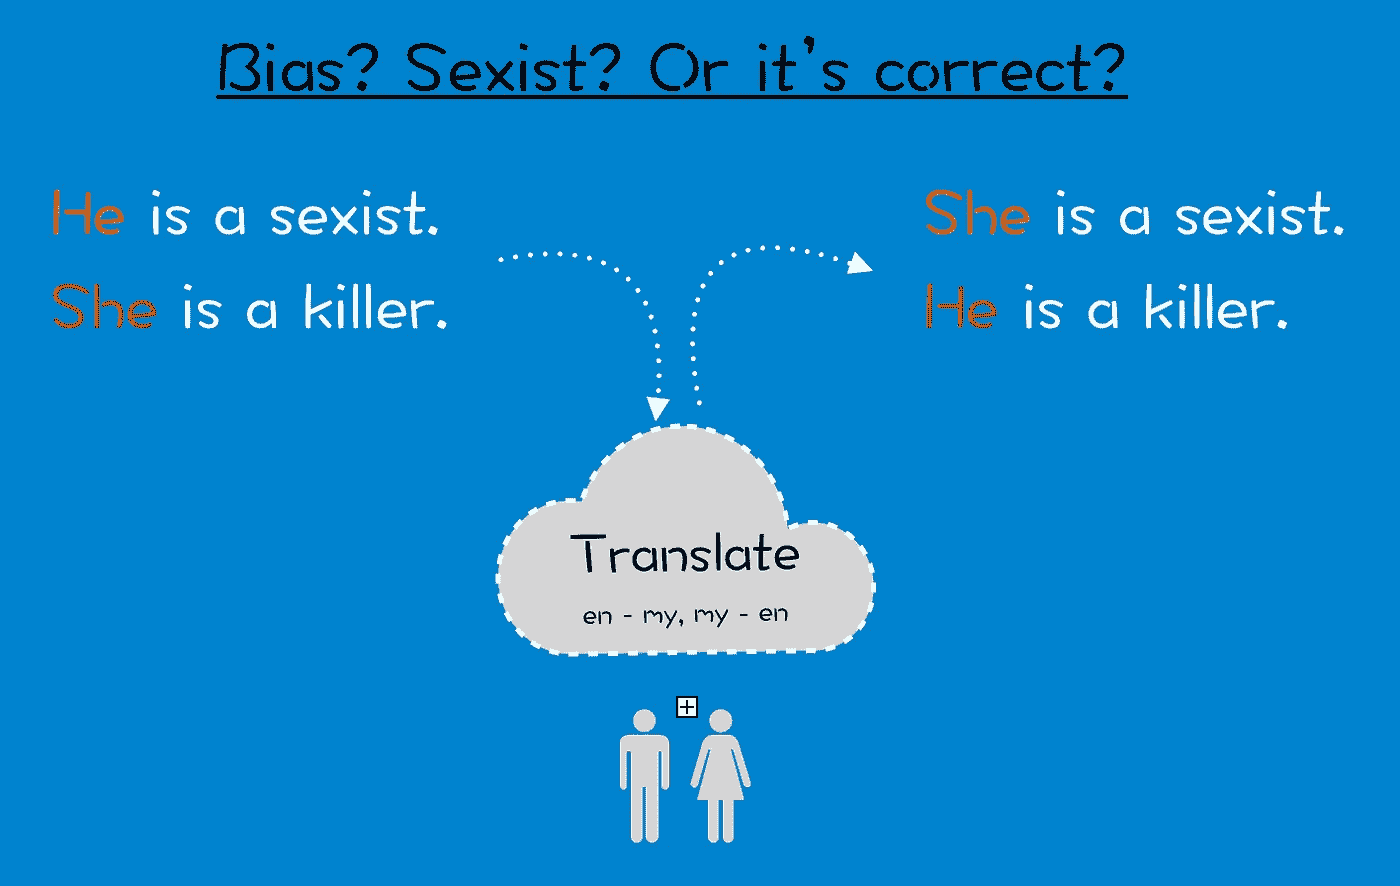 Bias? Sexist? Or it's correct?
He is a sexist.
She is a killer.
She is a sexist.
He is a killer.
Translate
en - my, my - en